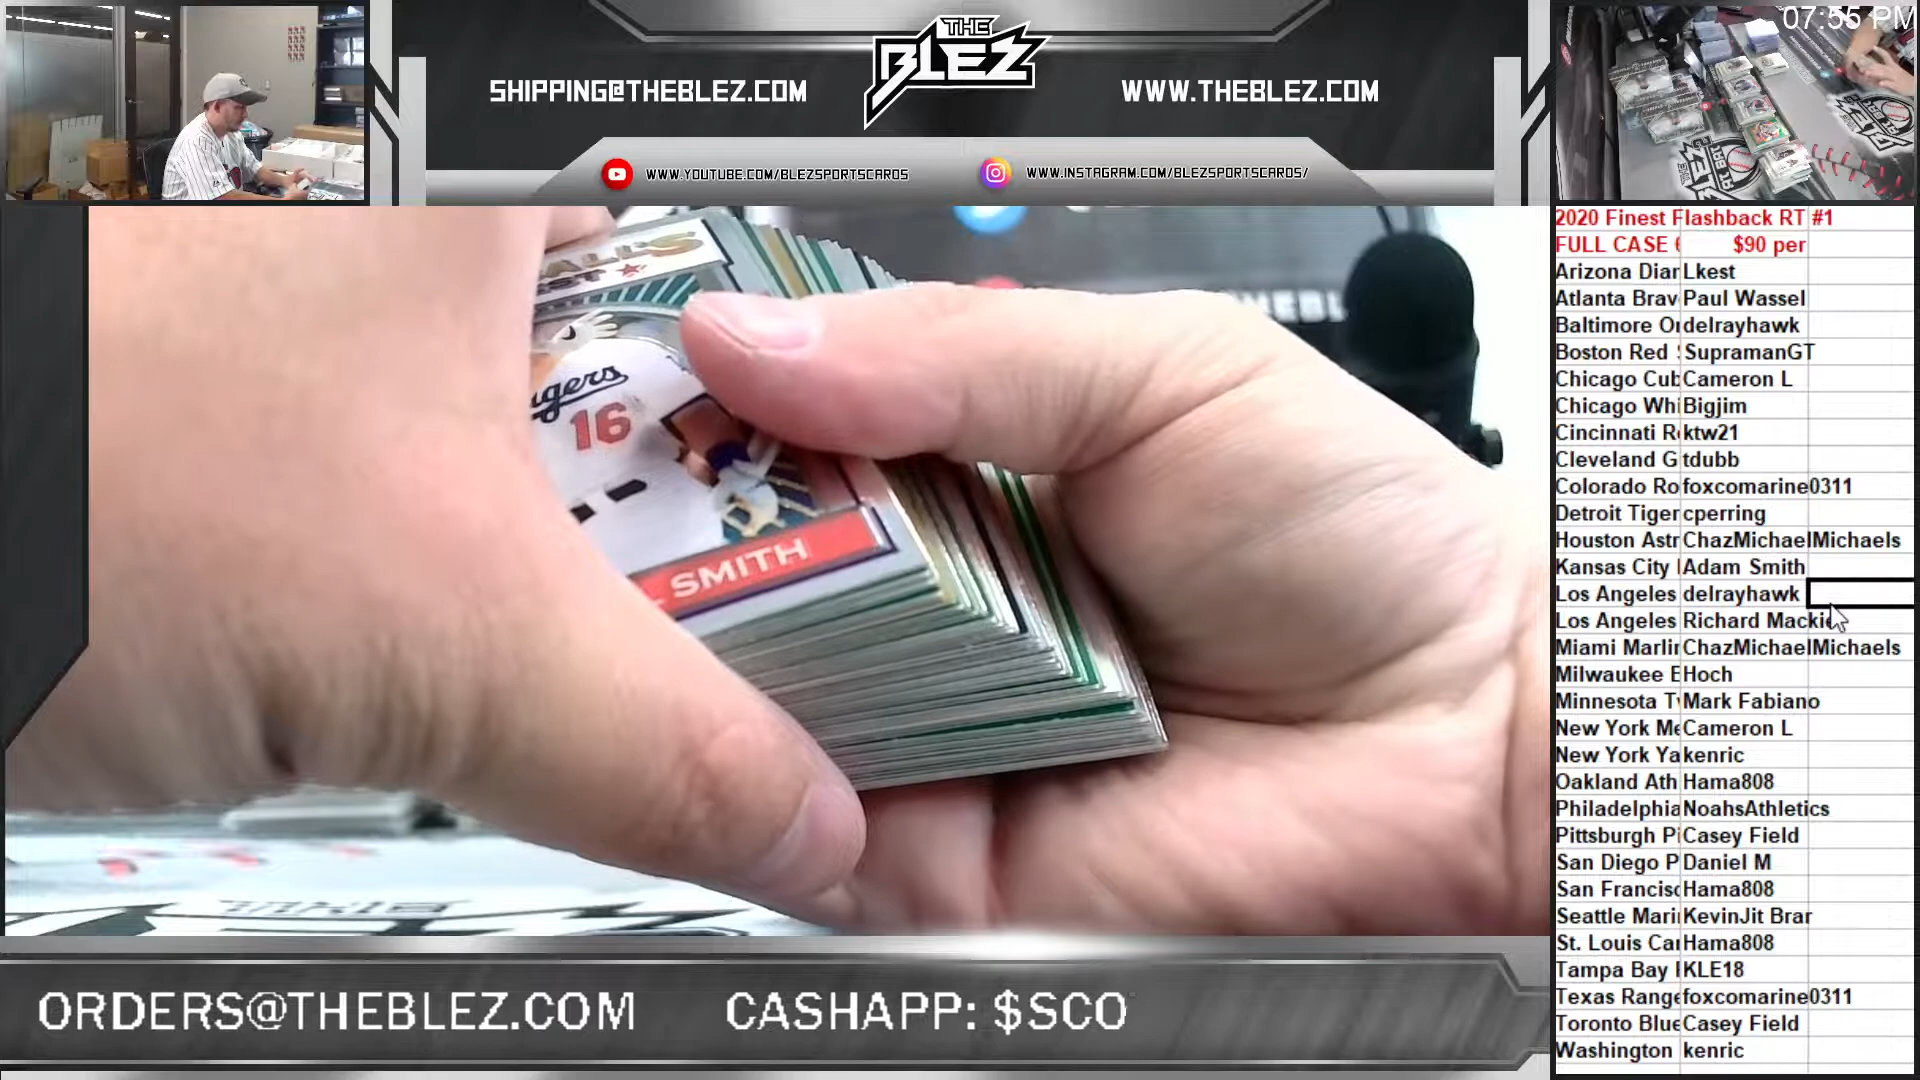 THE
BLEZ
SHIPPING@THEBLEZ.COM
WWW.THEBLEZ.COM
WWW.YOUTUBE.COM/BLEZSPORTSCARDS
WWW.INSTAGRAM.COM/BLEZSPORTSCARDS/
07:55 PM
16
SMITH
2020 Finest Flashback RT #1
FULL CASE $90 per
Arizona Diar Lkest
Atlanta Brav Paul Wassel
Baltimore Or delrayhawk
Boston Red SupramanGT
Chicago Cub Cameron L
Chicago Whi Bigjim
Cincinnati R ktw21
Cleveland G tdubb
Colorado Ro foxcomarine0311
Detroit Tiger cperring
Houston Astr ChazMichaelMichaels
Kansas City Adam Smith
Los Angeles delrayhawk
Los Angeles Richard Mackie
Miami Marlin ChazMichaelMichaels
Milwaukee B Hoch
Minnesota Tw Mark Fabiano
New York Me Cameron L
New York Ya kenric
Oakland Ath Hama808
Philadelphia NoahsAthletics
Pittsburgh Pi Casey Field
San Diego P Daniel M
San Francisc Hama808
Seattle Mari KevinJit Brar
St. Louis Car Hama808
Tampa Bay KLE18
Texas Range foxcomarine0311
Toronto Blue Casey Field
Washington kenric
ORDERS@THEBLEZ.COM CASHAPP: $SCO